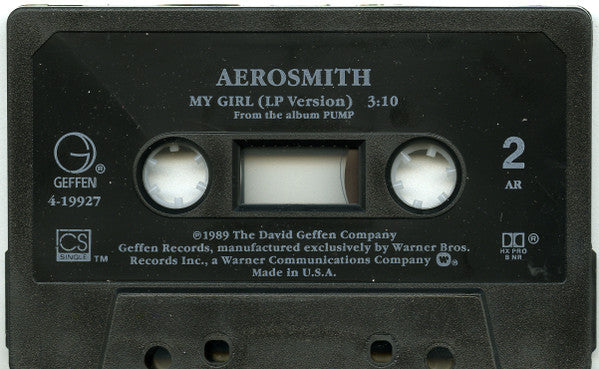 AEROSMITH
MY GIRL (LP Version) 3:10
From the album PUMP
G ®
GEFFEN
4-19927
2
AR
℗1989 The David Geffen Company
Geffen Records, manufactured exclusively by Warner Bros.
Records Inc., a Warner Communications Company ®.
Made in U.S.A.
CS
SINGLE TM
®
HX PRO
B NR